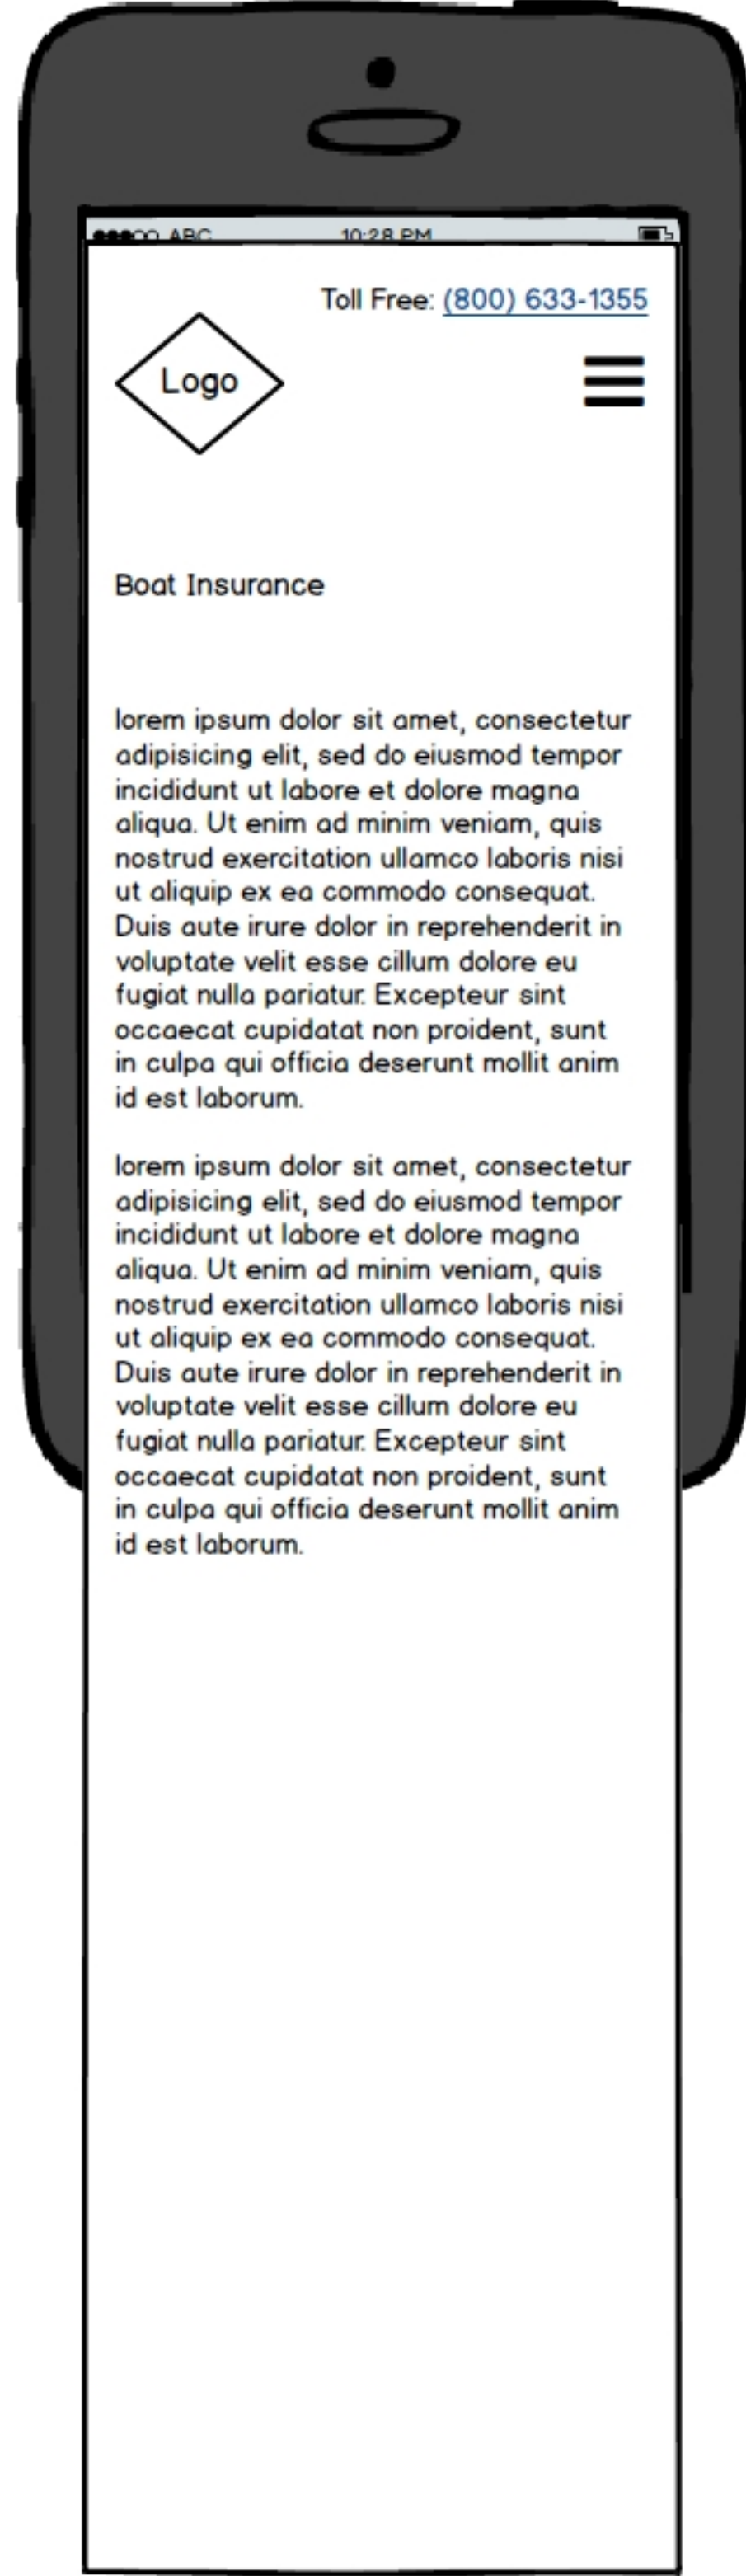 ABC 10:28 PM
Toll Free: (800) 633-1355
Logo
Boat Insurance
lorem ipsum dolor sit amet, consectetur
adipisicing elit, sed do eiusmod tempor
incididunt ut labore et dolore magna
aliqua. Ut enim ad minim veniam, quis
nostrud exercitation ullamco laboris nisi
ut aliquip ex ea commodo consequat.
Duis aute irure dolor in reprehenderit in
voluptate velit esse cillum dolore eu
fugiat nulla pariatur. Excepteur sint
occaecat cupidatat non proident, sunt
in culpa qui officia deserunt mollit anim
id est laborum.
lorem ipsum dolor sit amet, consectetur
adipisicing elit, sed do eiusmod tempor
incididunt ut labore et dolore magna
aliqua. Ut enim ad minim veniam, quis
nostrud exercitation ullamco laboris nisi
ut aliquip ex ea commodo consequat.
Duis aute irure dolor in reprehenderit in
voluptate velit esse cillum dolore eu
fugiat nulla pariatur. Excepteur sint
occaecat cupidatat non proident, sunt
in culpa qui officia deserunt mollit anim
id est laborum.